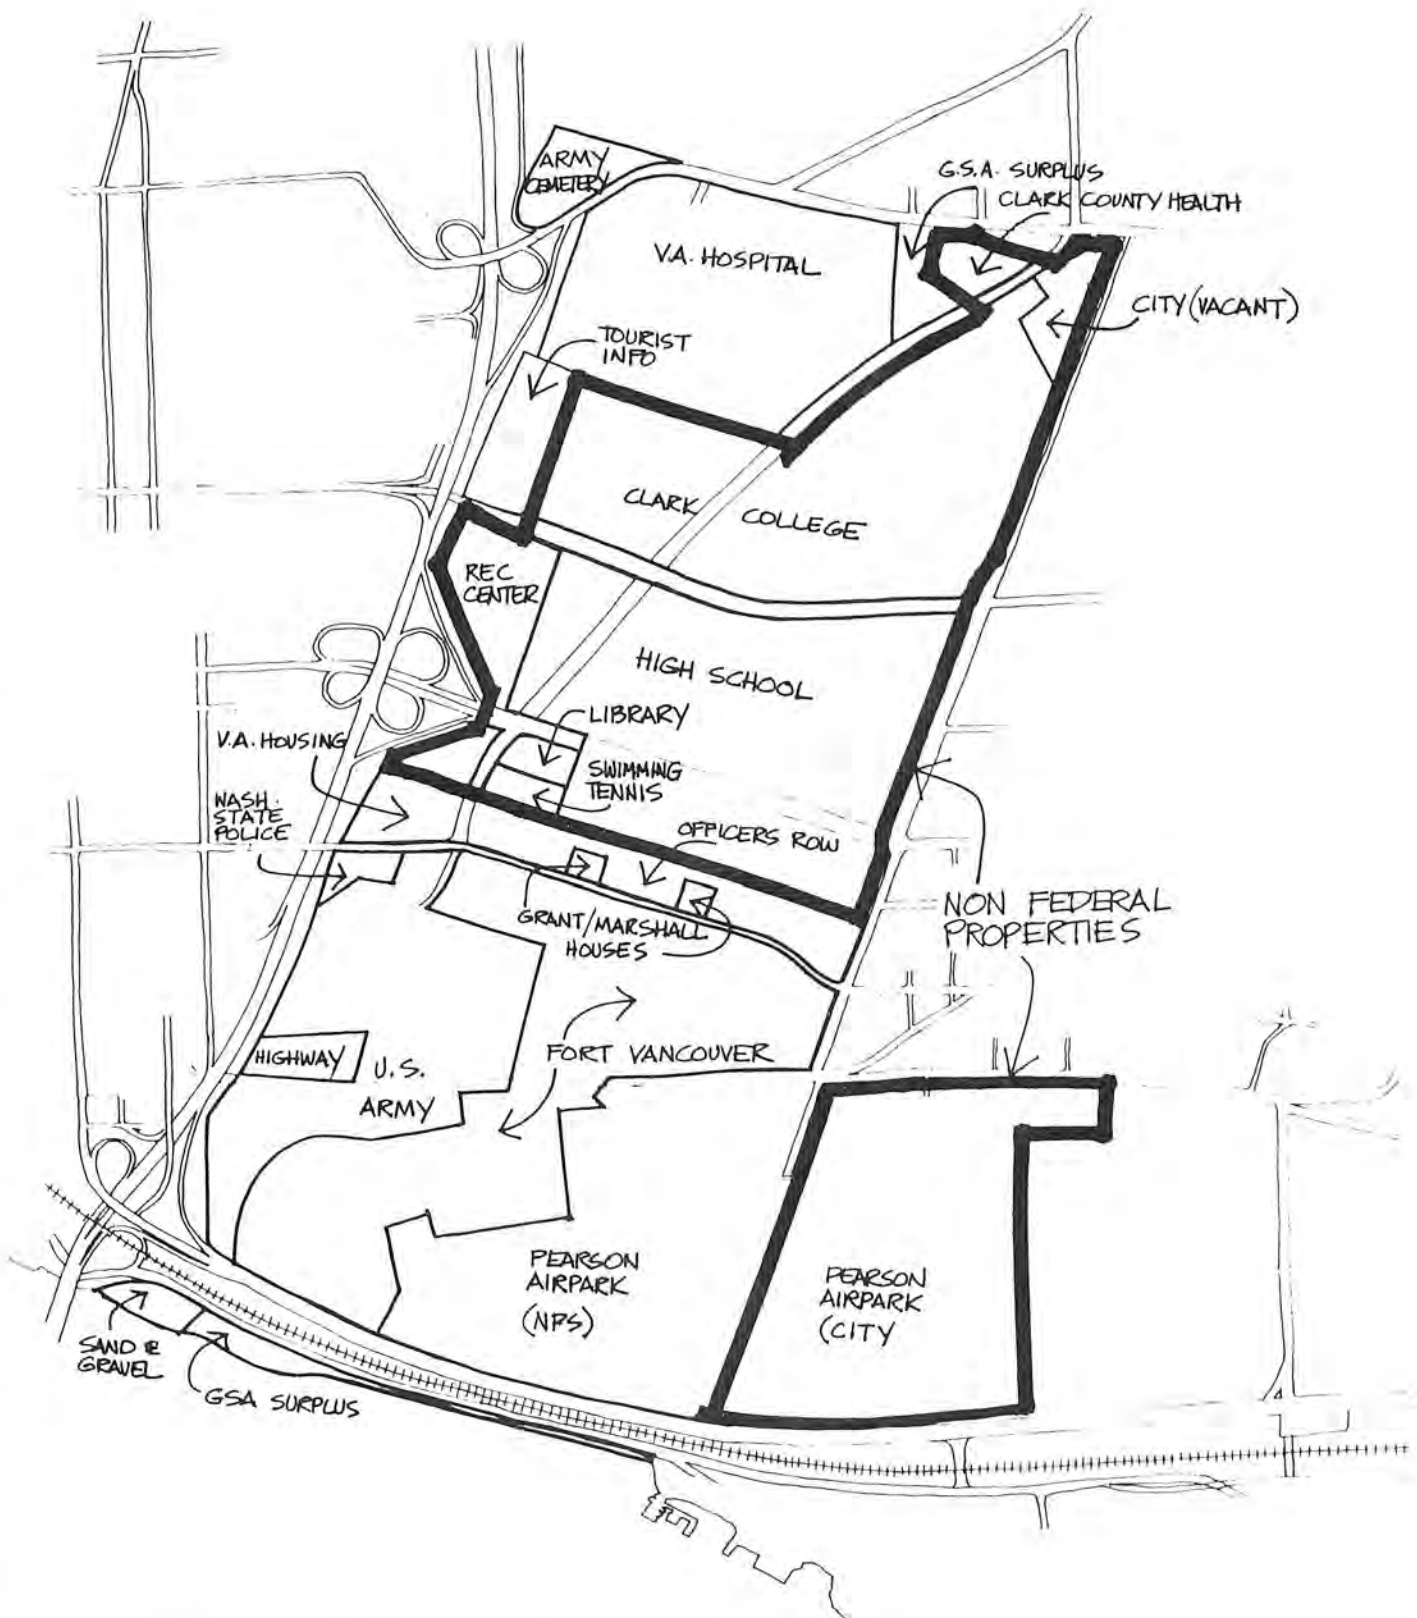 ARMY
CEMETERY
G.S.A. SURPLUS
CLARK COUNTY HEALTH
V.A. HOSPITAL
CITY (VACANT)
TOURIST
INFO
CLARK COLLEGE
REC
CENTER
HIGH SCHOOL
LIBRARY
V.A. HOUSING
SWIMMING
TENNIS
WASH.
STATE
POLICE
OFFICERS ROW
NON FEDERAL
PROPERTIES
GRANT/MARSHALL
HOUSES
FORT VANCOUVER
HIGHWAY
U.S.
ARMY
PEARSON
AIRPARK
(NPS)
PEARSON
AIRPARK
(CITY
SAND &
GRAVEL
GSA SURPLUS